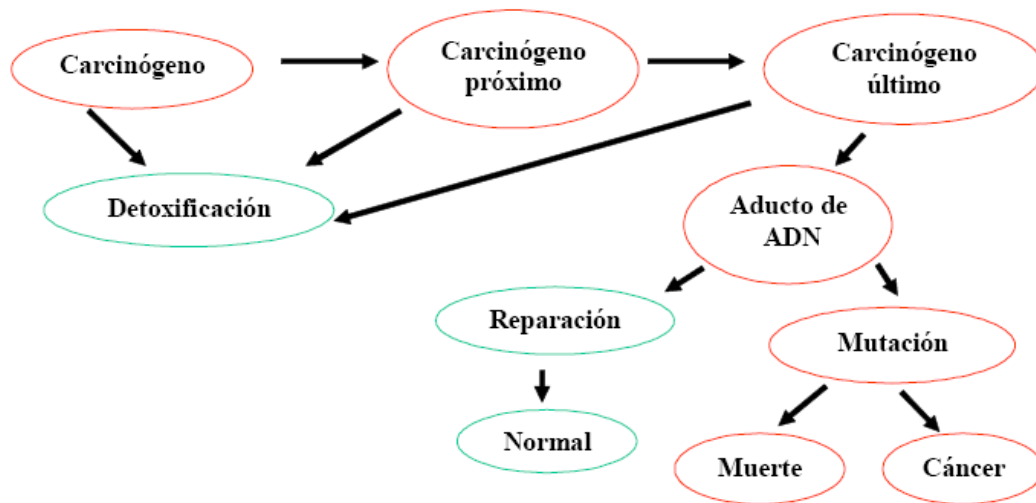 Carcinógeno
Carcinógeno
próximo
Carcinógeno
último
Detoxificación
Aducto de
ADN
Reparación
Mutación
Normal
Muerte
Cáncer